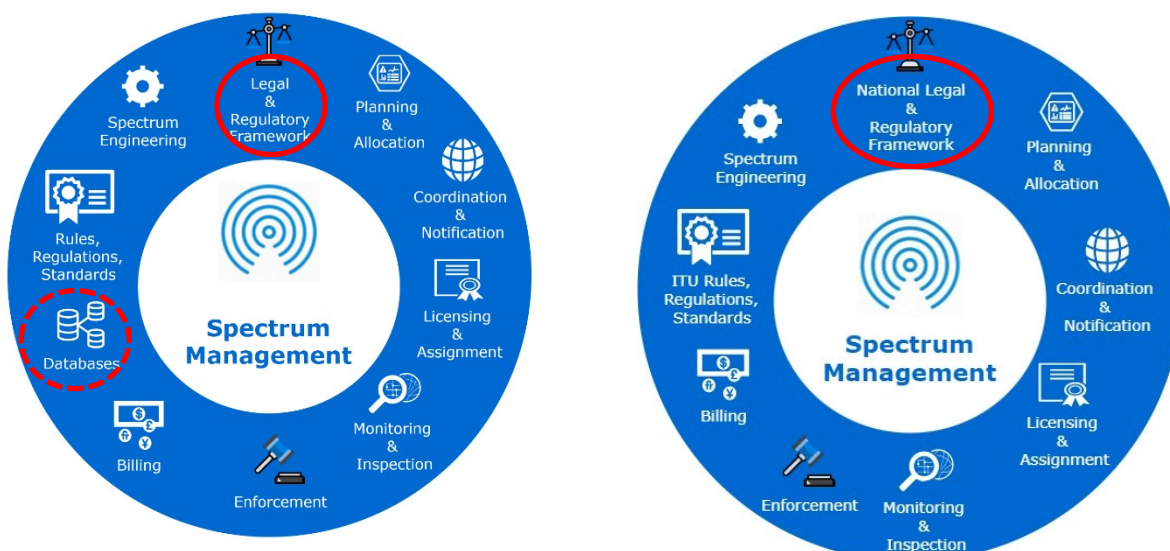 Legal
&
Regulatory
Framework
Planning
&
Allocation
Coordination
&
Notification
Licensing
&
Assignment
Monitoring
&
Inspection
Enforcement
Billing
Databases
Rules,
Regulations,
Standards
Spectrum
Engineering
Spectrum
Management
National Legal
&
Regulatory
Framework
Planning
&
Allocation
Coordination
&
Notification
Licensing
&
Assignment
Monitoring
&
Inspection
Enforcement
Billing
ITU Rules,
Regulations,
Standards
Spectrum
Engineering
Spectrum
Management